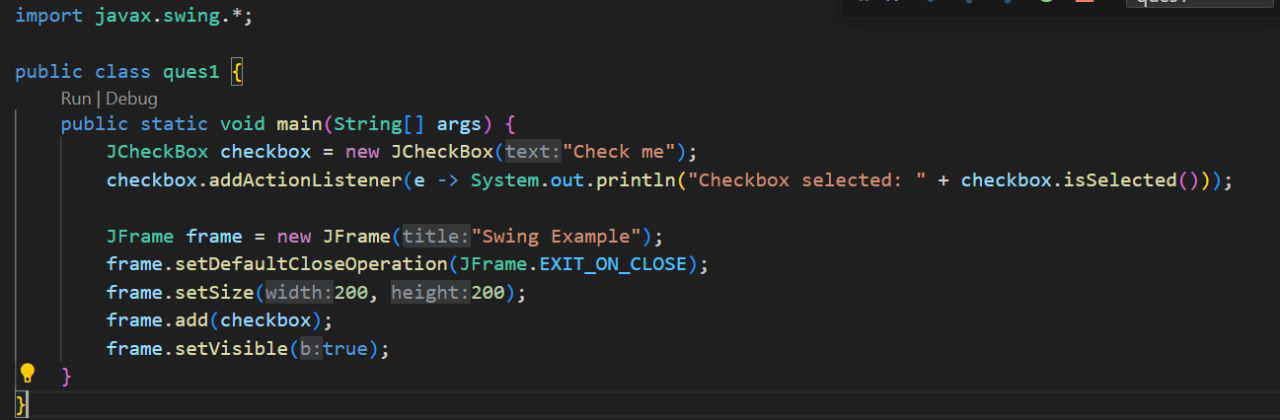 import javax.swing.*;
ques1
public class ques1 {
Run | Debug
public static void main(String[] args) {
JCheckBox checkbox = new JCheckBox(text:"Check me");
checkbox.addActionListener(e -> System.out.println("Checkbox selected: " + checkbox.isSelected()));
JFrame frame = new JFrame(title:"Swing Example");
frame.setDefaultCloseOperation(JFrame.EXIT_ON_CLOSE);
frame.setSize(width:200, height:200);
frame.add(checkbox);
frame.setVisible(b:true);
}
}